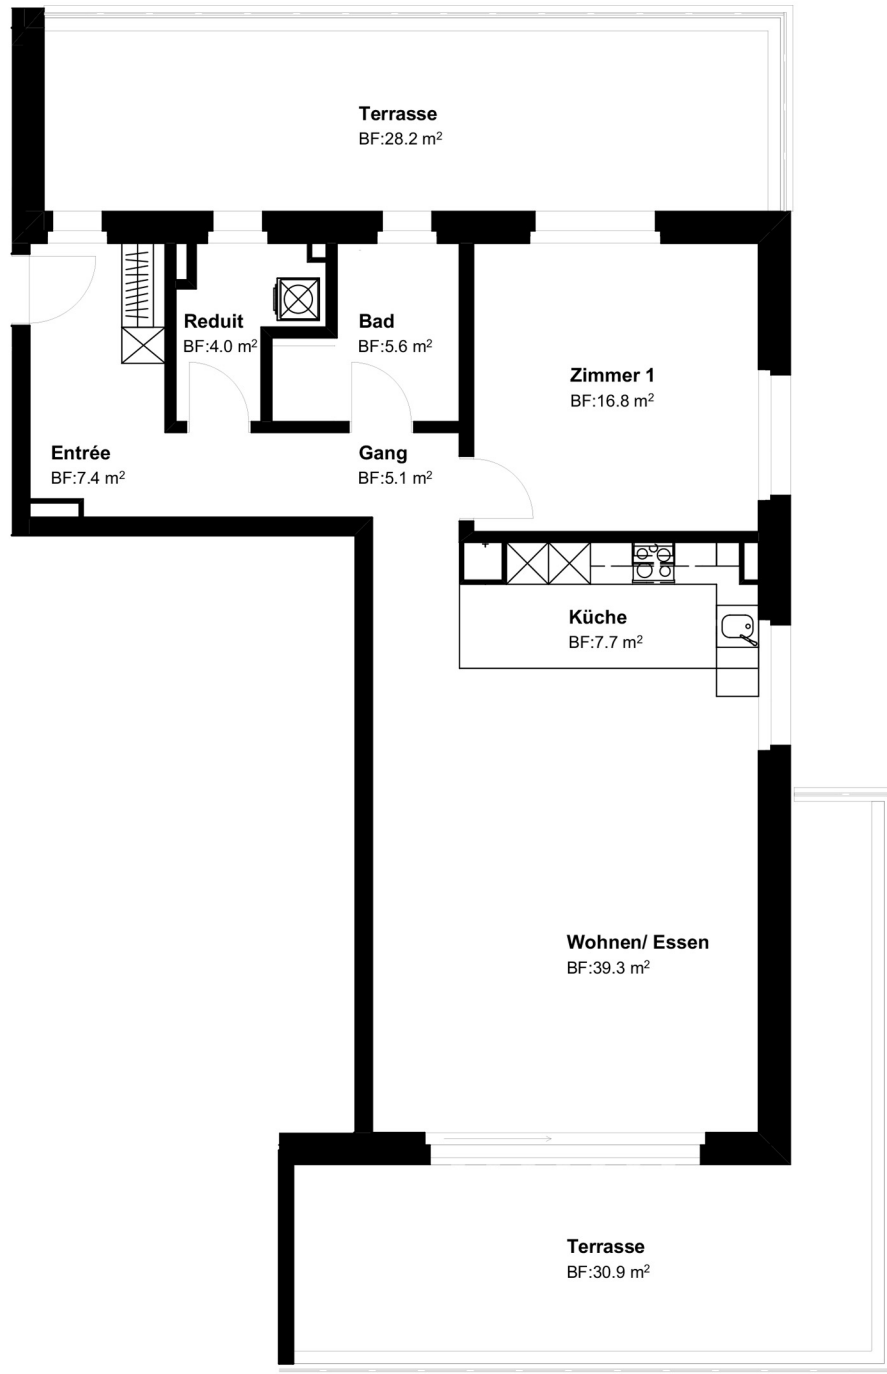 Terrasse
BF:28.2 m²
Reduit
BF:4.0 m²
Bad
BF:5.6 m²
Zimmer 1
BF:16.8 m²
Entrée
BF:7.4 m²
Gang
BF:5.1 m²
Küche
BF:7.7 m²
Wohnen/ Essen
BF:39.3 m²
Terrasse
BF:30.9 m²